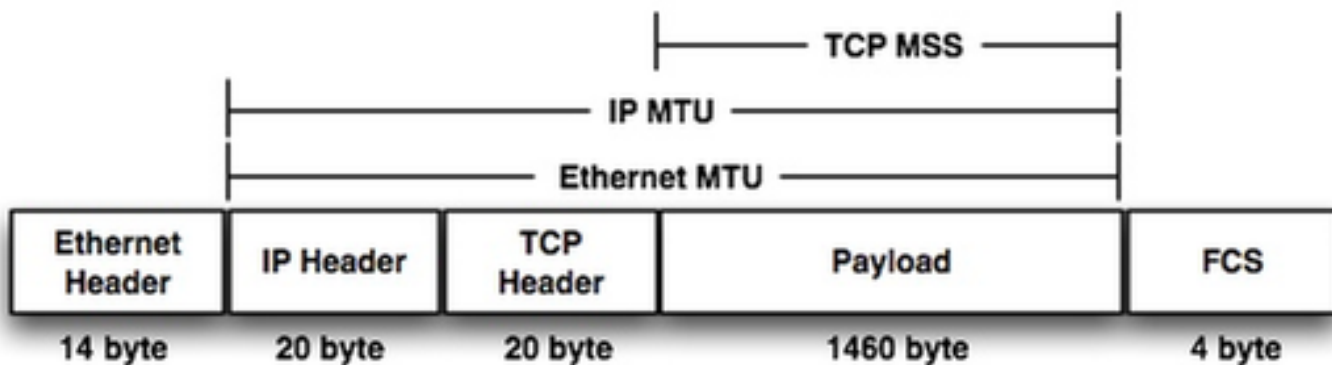 TCP MSS
IP MTU
Ethernet MTU
Ethernet
Header
IP Header
TCP
Header
Payload
FCS
14 byte
20 byte
20 byte
1460 byte
4 byte